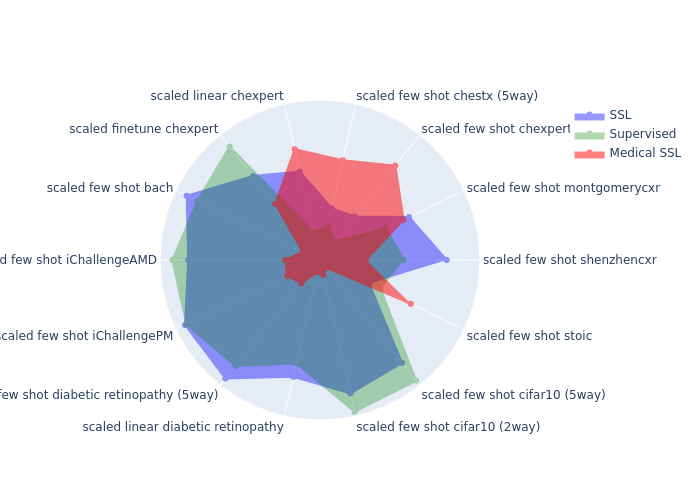 scaled linear chexpert
scaled few shot chestx (5way)
SSL
scaled finetune chexpert
scaled few shot chexpert
Supervised
Medical SSL
scaled few shot bach
scaled few shot montgomerycxr
d few shot iChallengeAMD
scaled few shot shenzhencxr
scaled few shot iChallengePM
scaled few shot stoic
few shot diabetic retinopathy (5way)
scaled few shot cifar10 (5way)
scaled linear diabetic retinopathy
scaled few shot cifar10 (2way)